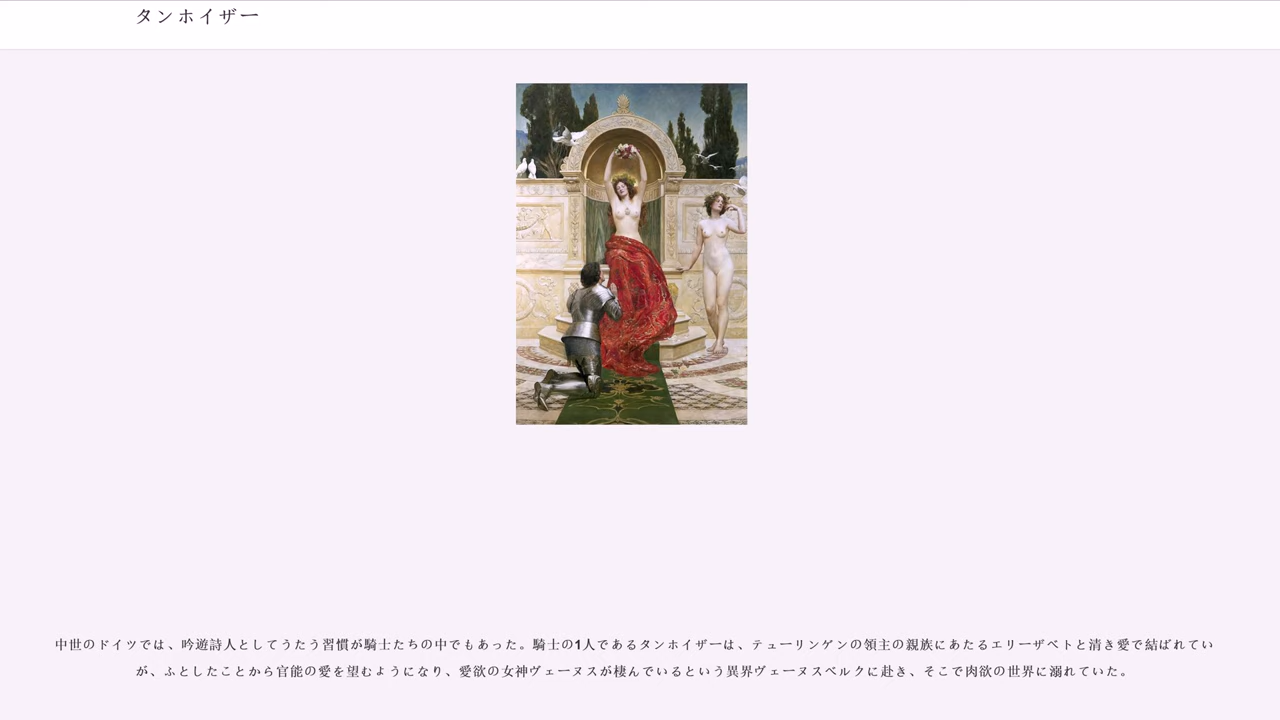 タンホイザー
中世のドイツでは、吟遊詩人としてうたう習慣が騎士たちの中でもあった。騎士の1人であるタンホイザーは、テューリンゲンの領主の親族にあたるエリーザベトと清き愛で結ばれてい
が、ふとしたことから官能の愛を望むようになり、愛欲の女神ヴェーヌスが棲んでいるという異界ヴェーヌスベルクに赴き、そこで肉欲の世界に溺れていた。